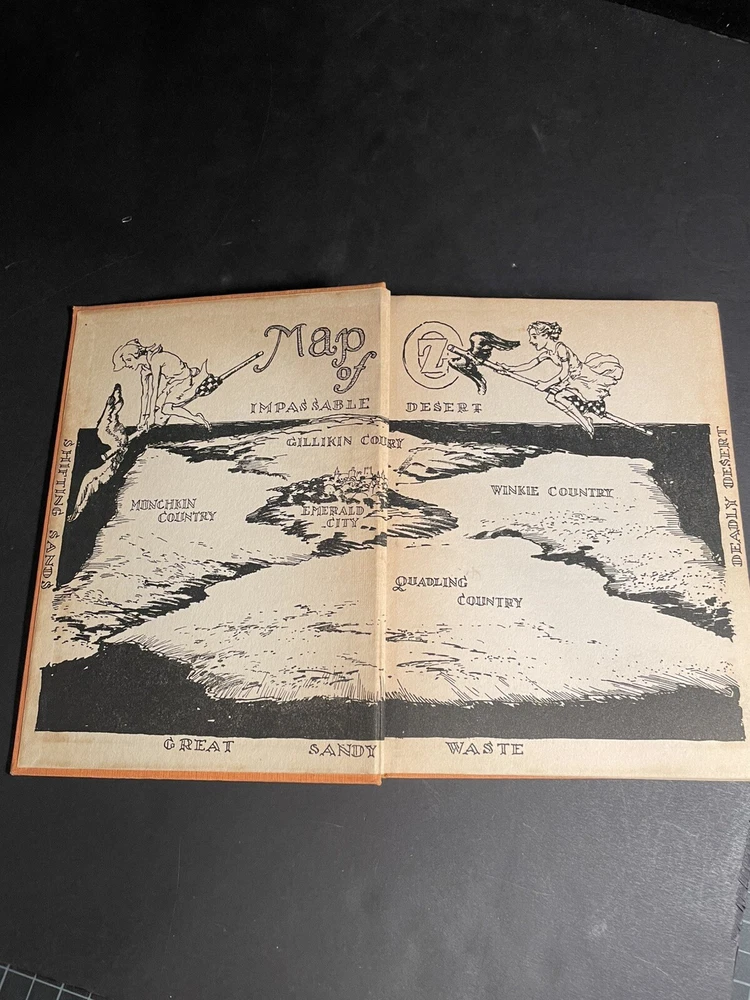 Map
of
OZ
IMPASSABLE DESERT
GILLIKIN COUNRY
SHIFTING SANDS
MUNCHKIN
COUNTRY
EMERALD
CITY
WINKIE COUNTRY
DEADLY DESERT
QUADLING
COUNTRY
GREAT SANDY WASTE